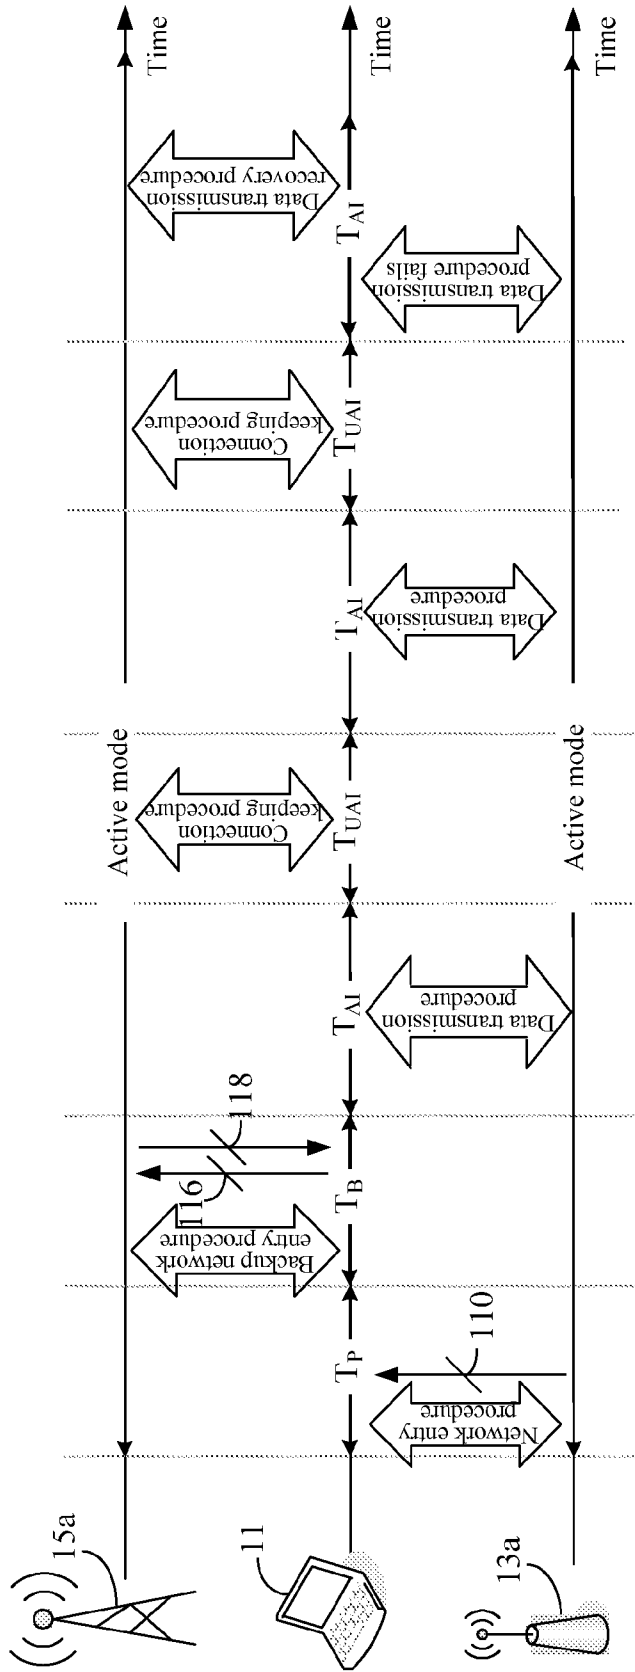 15a
11
13a
Active mode
Time
Time
Active mode
Time
Network entry
procedure
110
Backup network
entry procedure
116
118
Data transmission
procedure
Connection
keeping procedure
Data transmission
procedure
Connection
keeping procedure
Data transmission
procedure fails
Data transmission
recovery procedure
T_P
T_B
T_AI
T_UAI
T_AI
T_UAI
T_AI